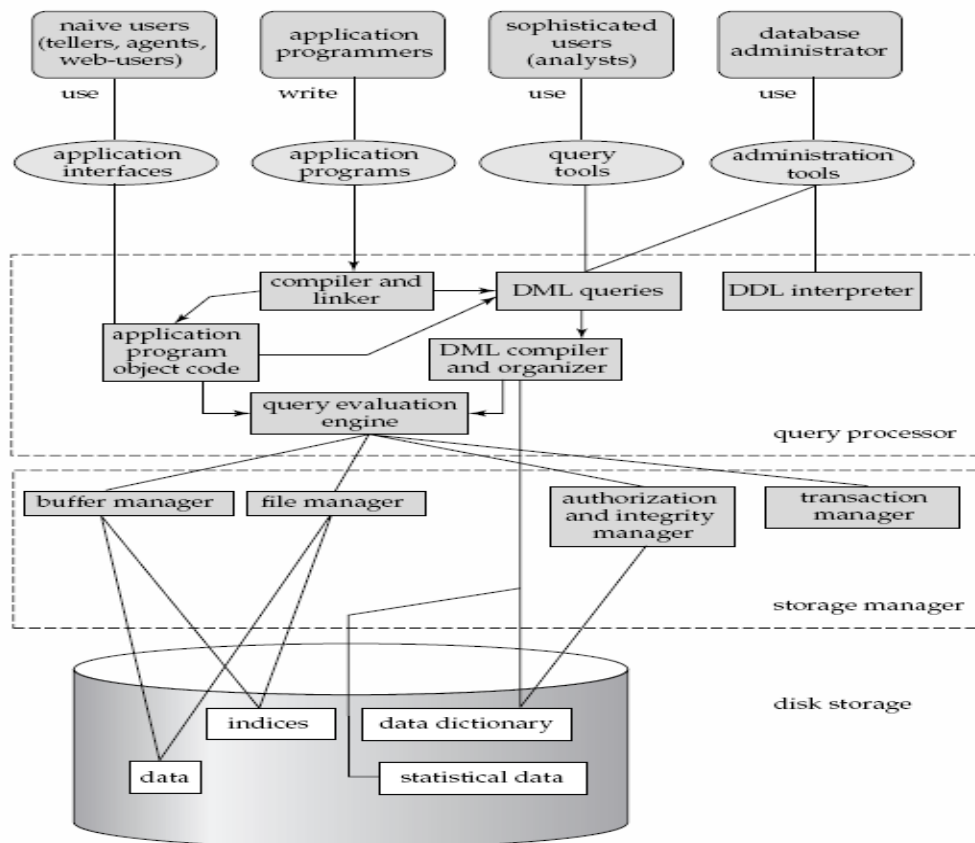 naive users
(tellers, agents,
web-users)
application
programmers
sophisticated
users
(analysts)
database
administrator
use
write
use
use
application
interfaces
application
programs
query
tools
administration
tools
compiler and
linker
DML queries
DDL interpreter
application
program
object code
DML compiler
and organizer
query evaluation
engine
query processor
buffer manager
file manager
authorization
and integrity
manager
transaction
manager
storage manager
disk storage
indices
data dictionary
data
statistical data